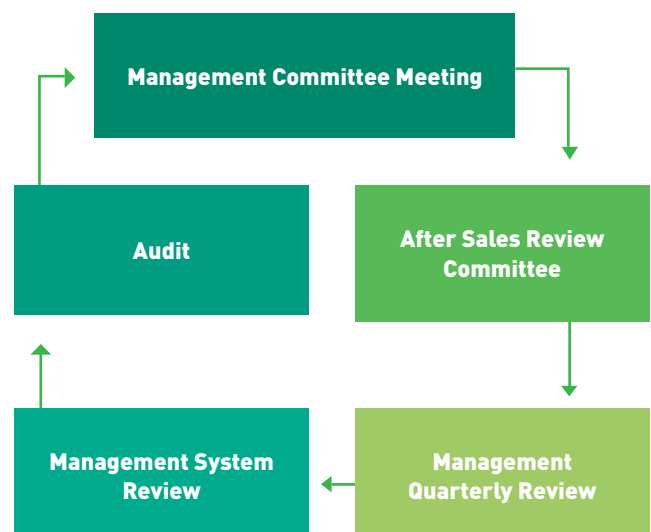 Management Committee Meeting
Audit
After Sales Review
Committee
Management System
Review
Management
Quarterly Review